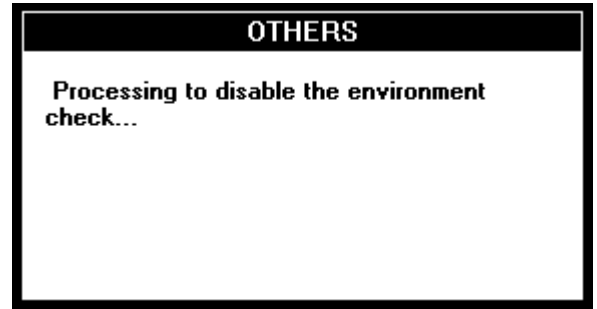 OTHERS
Processing to disable the environment
check...